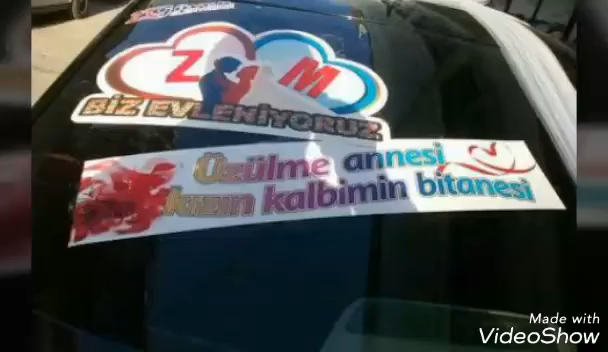 Z M
BİZ EVLENİYORUZ
Üzülme annesi
kızın kalbimin bitanesi
Made with
VideoShow